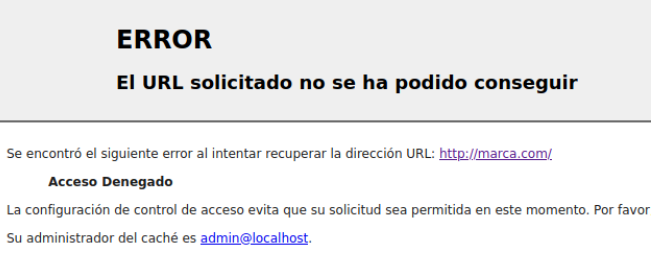 ERROR
El URL solicitado no se ha podido conseguir
Se encontró el siguiente error al intentar recuperar la dirección URL: http://marca.com/
Acceso Denegado
La configuración de control de acceso evita que su solicitud sea permitida en este momento. Por favor
Su administrador del caché es admin@localhost.